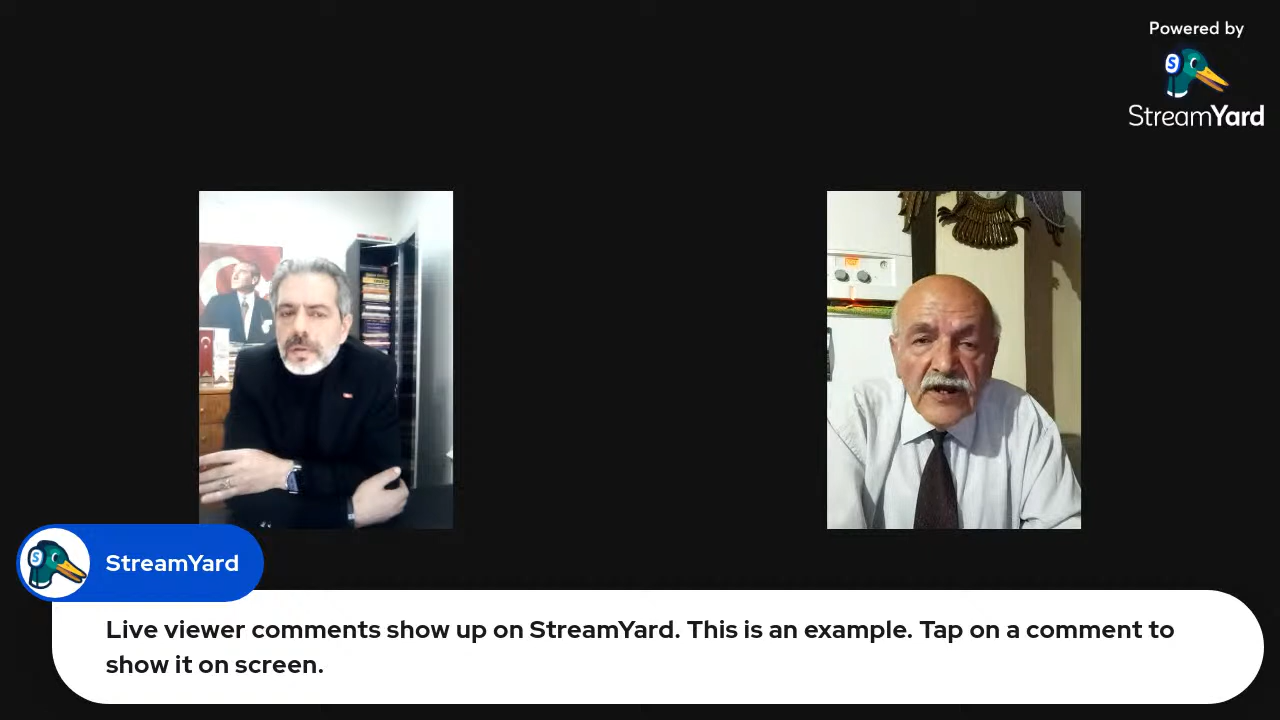 Powered by
S
StreamYard
S
StreamYard
Live viewer comments show up on StreamYard. This is an example. Tap on a comment to
show it on screen.